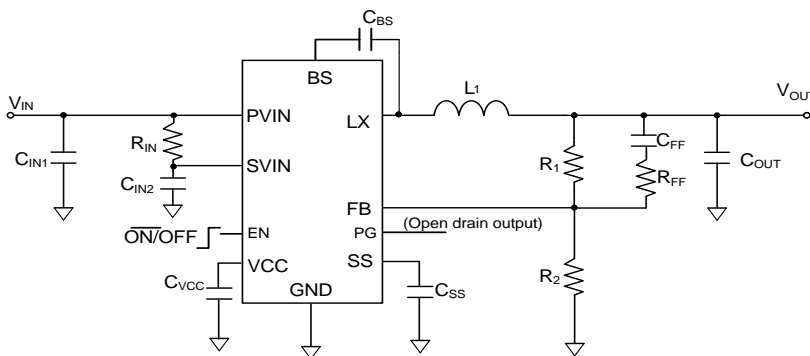 CBS
BS
L1
VIN
VOUT
PVIN
LX
RIN
CFF
CIN1
R1
COUT
SVIN
RFF
CIN2
FB
(Open drain output)
ON/OFF
EN
PG
VCC
SS
R2
CVCC
CSS
GND